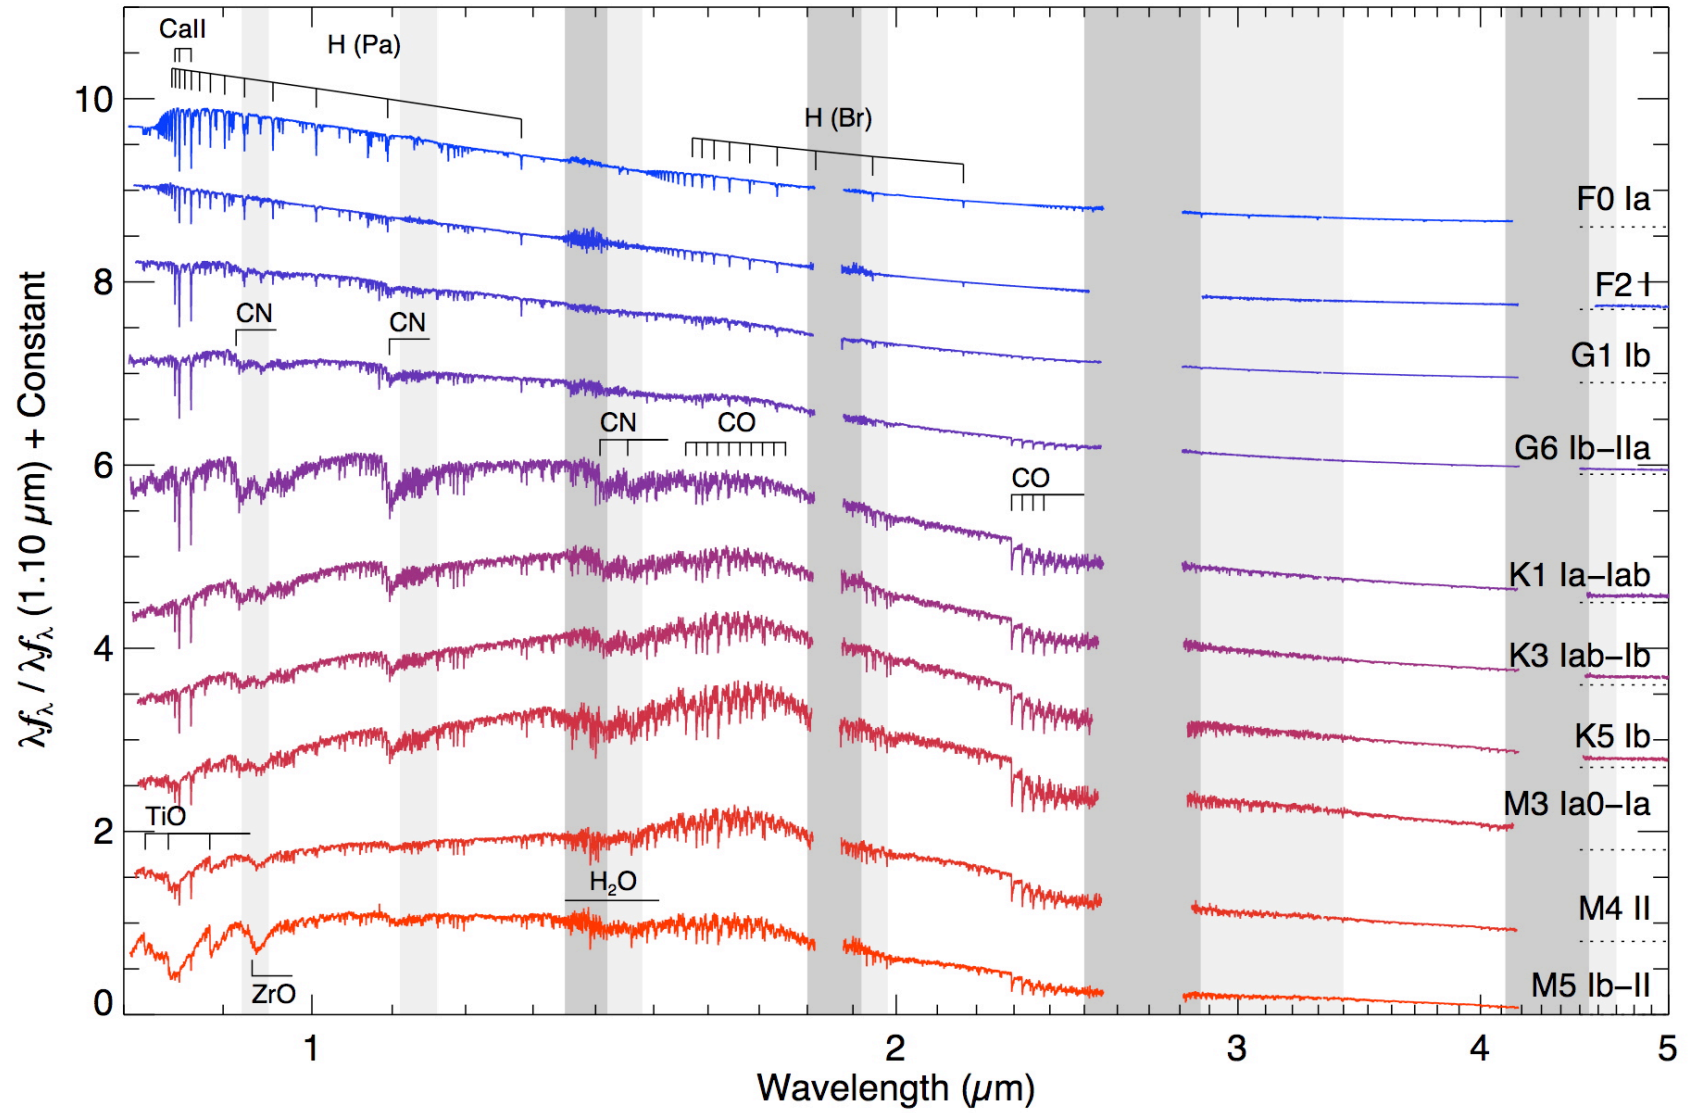 CaII
H (Pa)
10
H (Br)
F0 Ia
8
F2 I
CN
CN
G1 Ib
CN
CO
6
G6 Ib–IIa
CO
K1 Ia–Iab
4
K3 Iab–Ib
K5 Ib
M3 Ia0–Ia
TiO
2
H₂O
M4 II
M5 Ib–II
ZrO
0
1
2
3
4
5
Wavelength (μm)
λf_λ / λf_λ (1.10 μm) + Constant